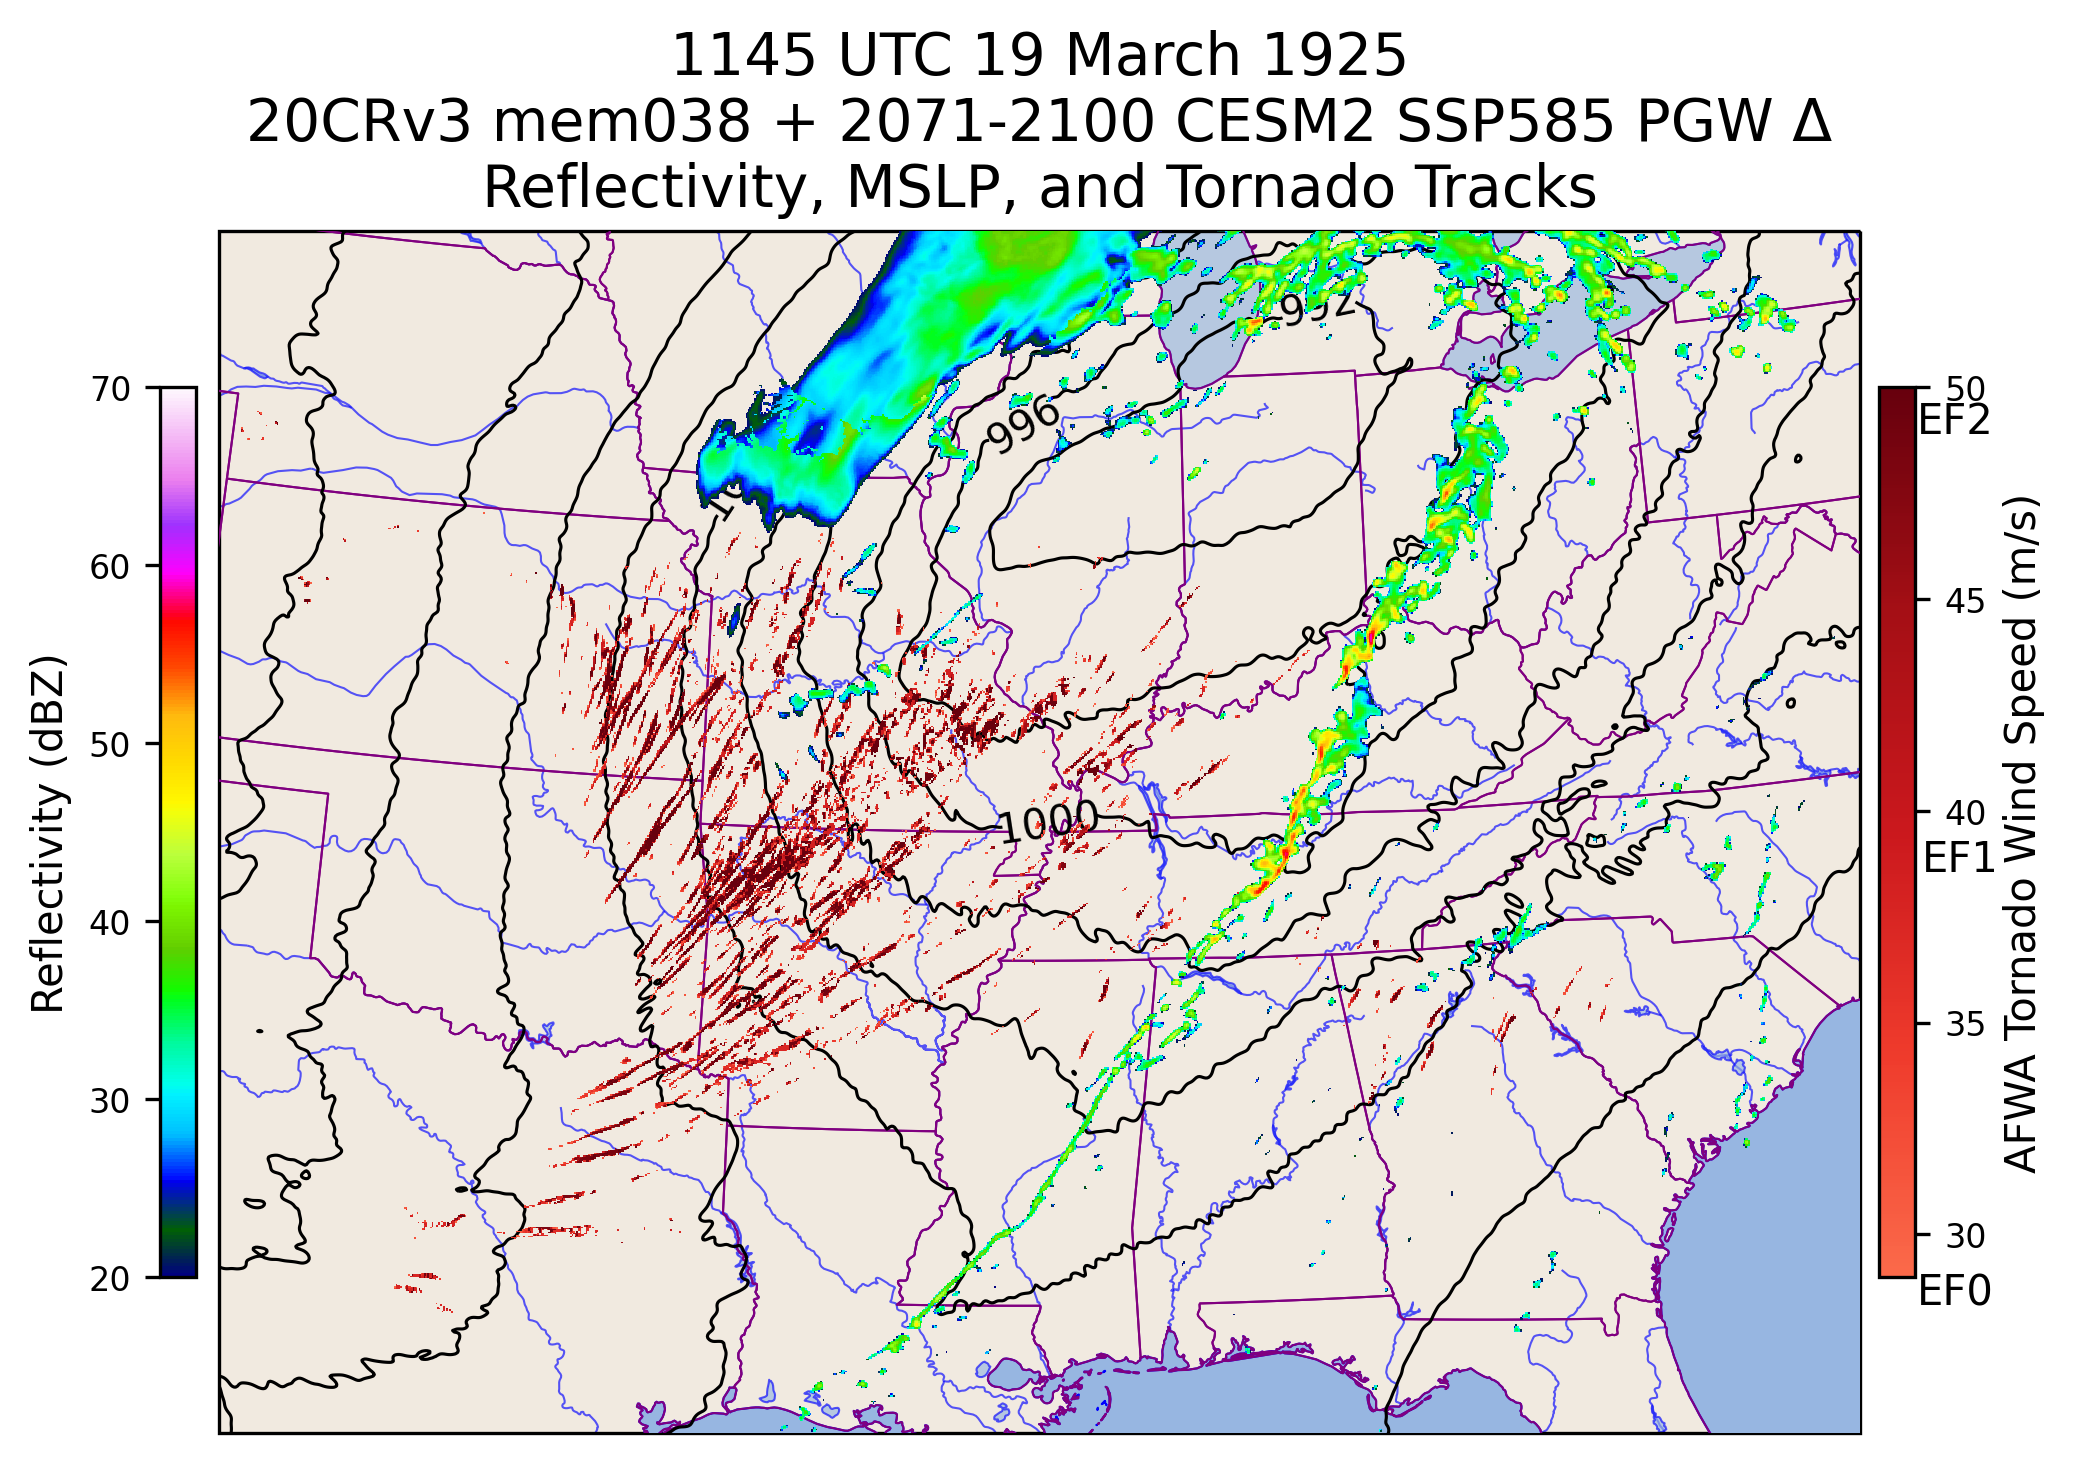 1145 UTC 19 March 1925
20CRv3 mem038 + 2071-2100 CESM2 SSP585 PGW Δ
Reflectivity, MSLP, and Tornado Tracks
992
996
1000
70
60
50
40
30
20
Reflectivity (dBZ)
50
EF2
45
40
EF1
35
30
EF0
AFWA Tornado Wind Speed (m/s)